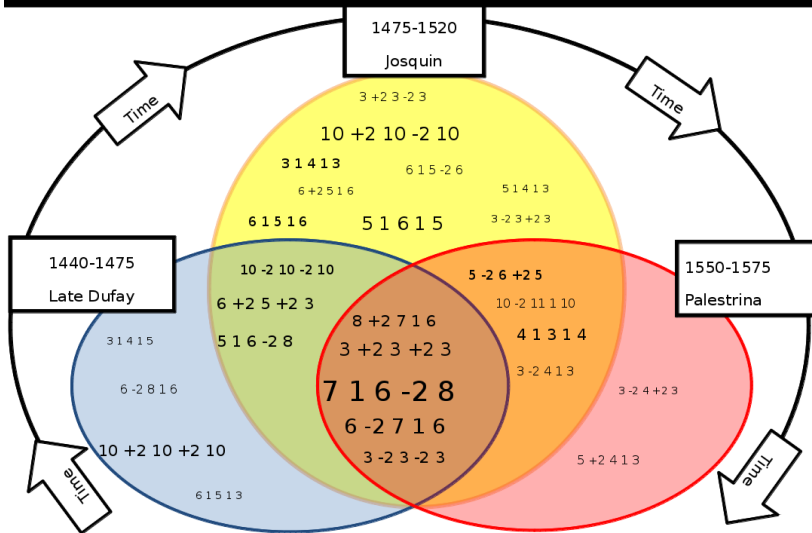 1475-1520
Josquin
Time
Time
3 +2 3 -2 3
10 +2 10 -2 10
3 1 4 1 3
6 1 5 -2 6
6 +2 5 1 6
5 1 4 1 3
6 1 5 1 6
5 1 6 1 5
3 -2 3 +2 3
1440-1475
Late Dufay
1550-1575
Palestrina
10 -2 10 -2 10
6 +2 5 +2 3
5 1 6 -2 8
5 -2 6 +2 5
10 -2 11 1 10
4 1 3 1 4
3 -2 4 1 3
8 +2 7 1 6
3 +2 3 +2 3
7 1 6 -2 8
6 -2 7 1 6
3 -2 3 -2 3
3 1 4 1 5
6 -2 8 1 6
10 +2 10 +2 10
6 1 5 1 3
3 -2 4 +2 3
5 +2 4 1 3
Time
Time